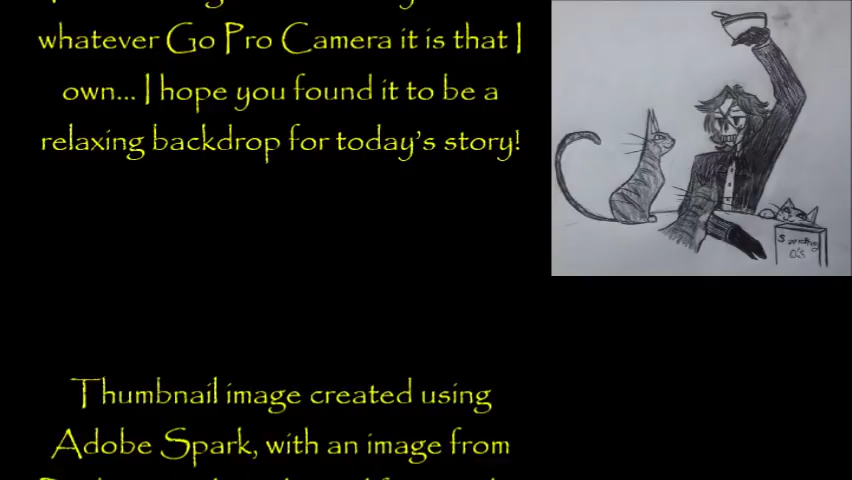 whatever Go Pro Camera it is that I
own... I hope you found it to be a
relaxing backdrop for today's story!
Thumbnail image created using
Adobe Spark, with an image from
O's